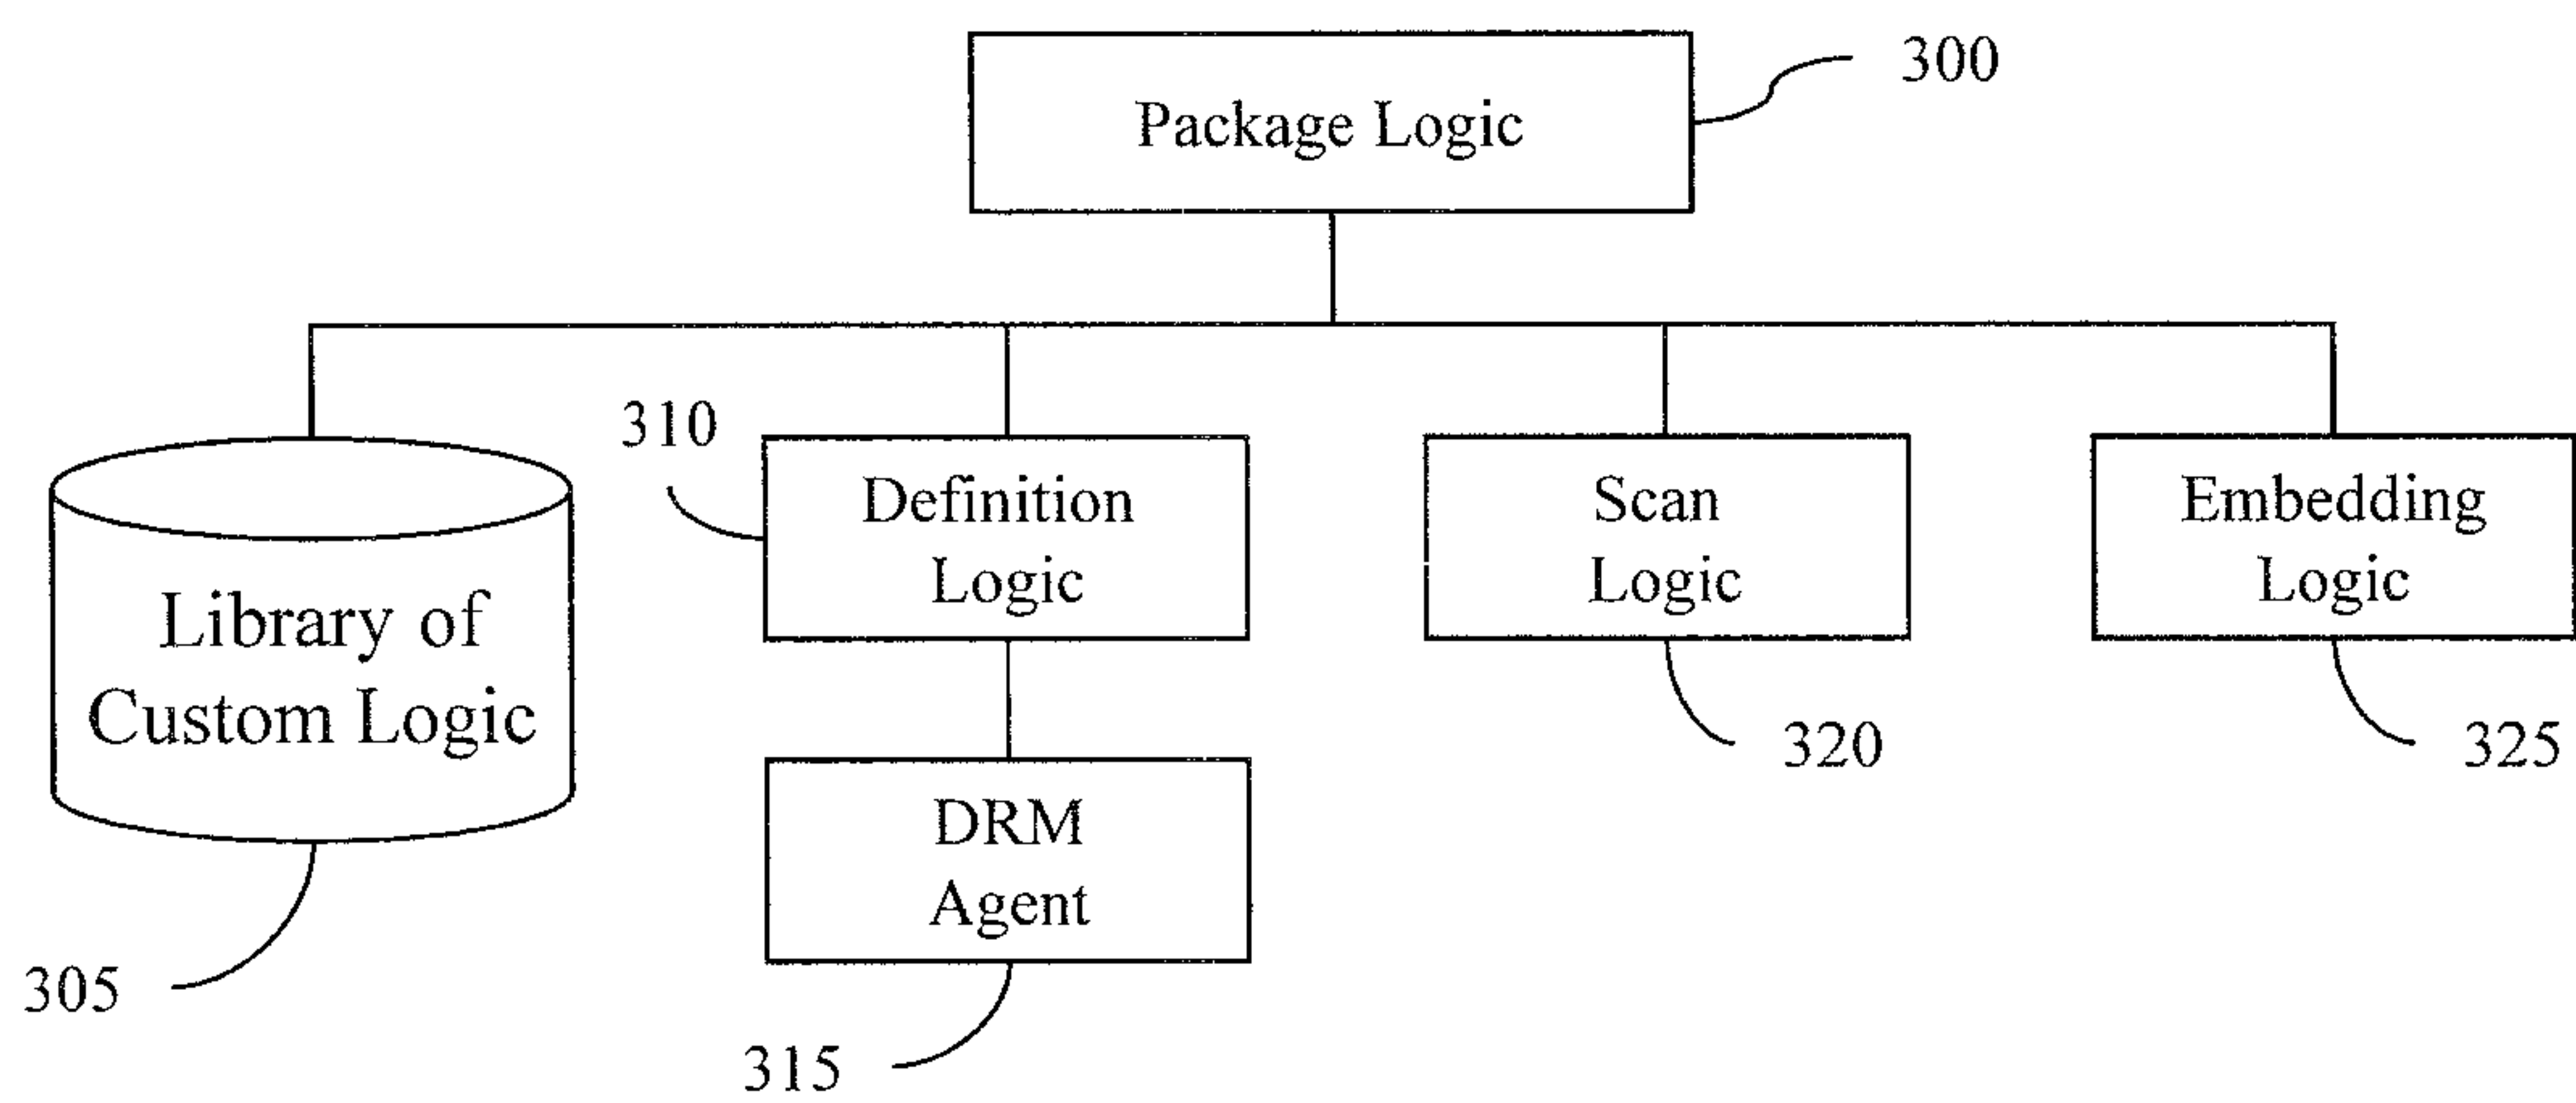 300
Package Logic
310
Definition
Logic
Scan
Logic
Embedding
Logic
Library of
Custom Logic
320
325
DRM
Agent
305
315